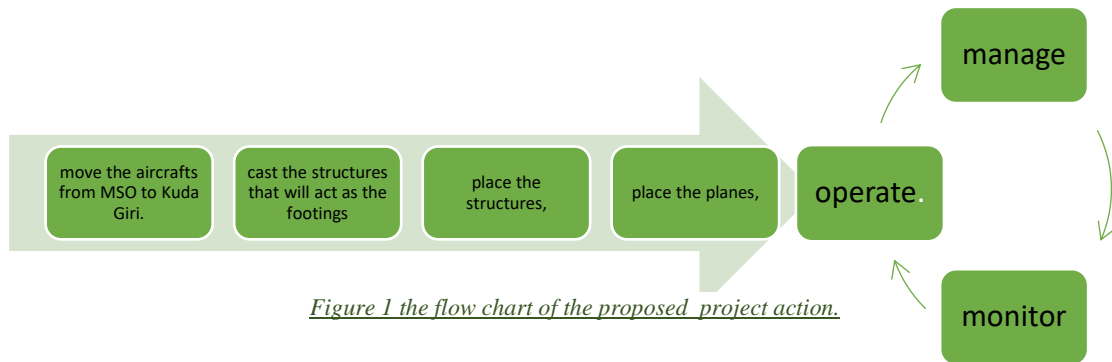 move the aircrafts
from MSO to Kuda
Giri.
cast the structures
that will act as the
footings
place the
structures,
place the planes,
operate.
manage
monitor
Figure 1 the flow chart of the proposed project action.